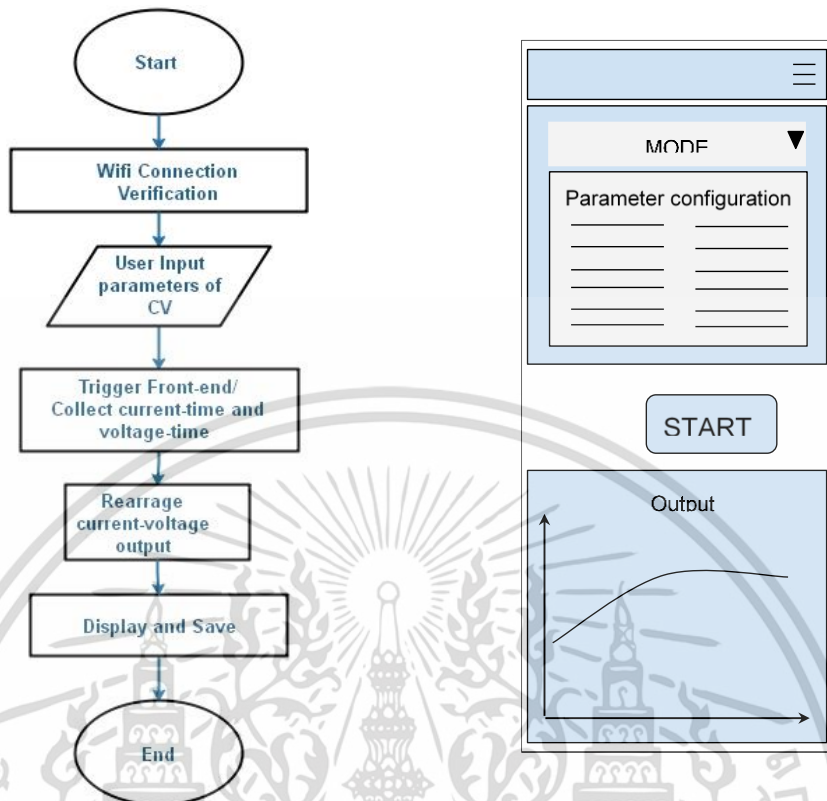 Start
Wifi Connection
Verification
User Input
parameters of
CV
Trigger Front-end/
Collect current-time and
voltage-time
Rearrage
current-voltage
output
Display and Save
End
MODE
Parameter configuration
START
Output